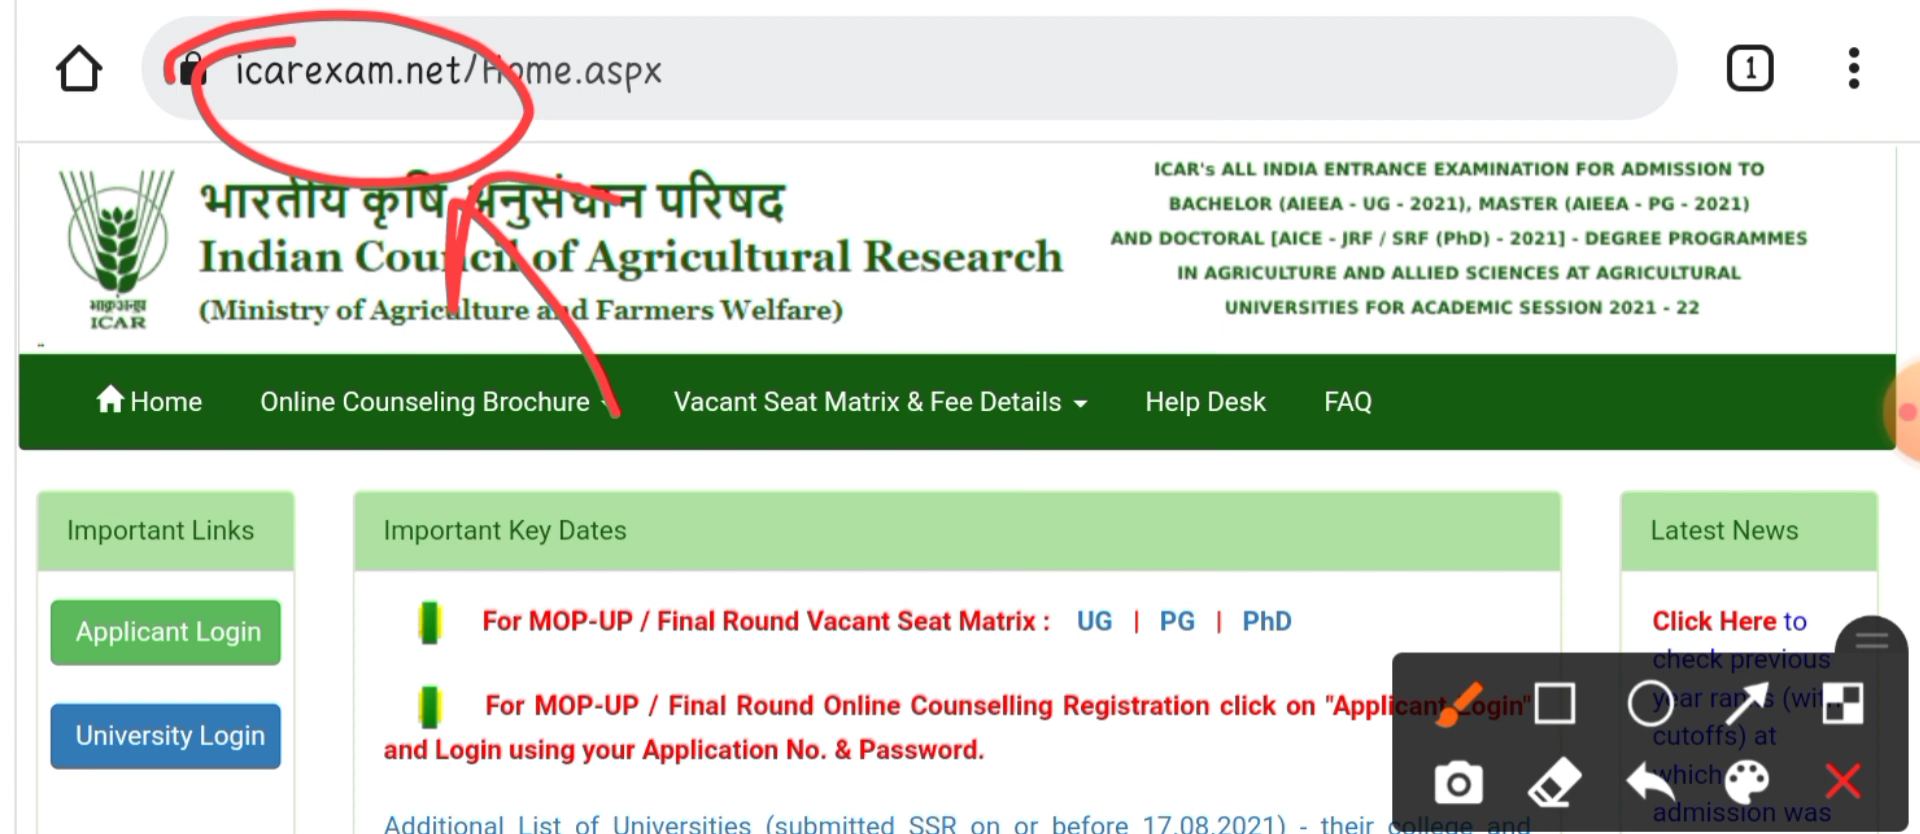 icarexam.net/Home.aspx
1
भारतीय कृषि अनुसंधान परिषद
Indian Council of Agricultural Research
(Ministry of Agriculture and Farmers Welfare)
भाकृअनुप
ICAR
ICAR's ALL INDIA ENTRANCE EXAMINATION FOR ADMISSION TO
BACHELOR (AIEEA - UG - 2021), MASTER (AIEEA - PG - 2021)
AND DOCTORAL [AICE - JRF / SRF (PhD) - 2021] - DEGREE PROGRAMMES
IN AGRICULTURE AND ALLIED SCIENCES AT AGRICULTURAL
UNIVERSITIES FOR ACADEMIC SESSION 2021 - 22
Home Online Counseling Brochure Vacant Seat Matrix & Fee Details Help Desk FAQ
Important Links
Applicant Login
University Login
Important Key Dates
For MOP-UP / Final Round Vacant Seat Matrix : UG | PG | PhD
For MOP-UP / Final Round Online Counselling Registration click on "Applicant Login"
and Login using your Application No. & Password.
Additional List of Universities (submitted SSR on or before 17.08.2021) - their college and
Latest News
Click Here to
check previous
year ranks
cutoffs) at
which
admission was